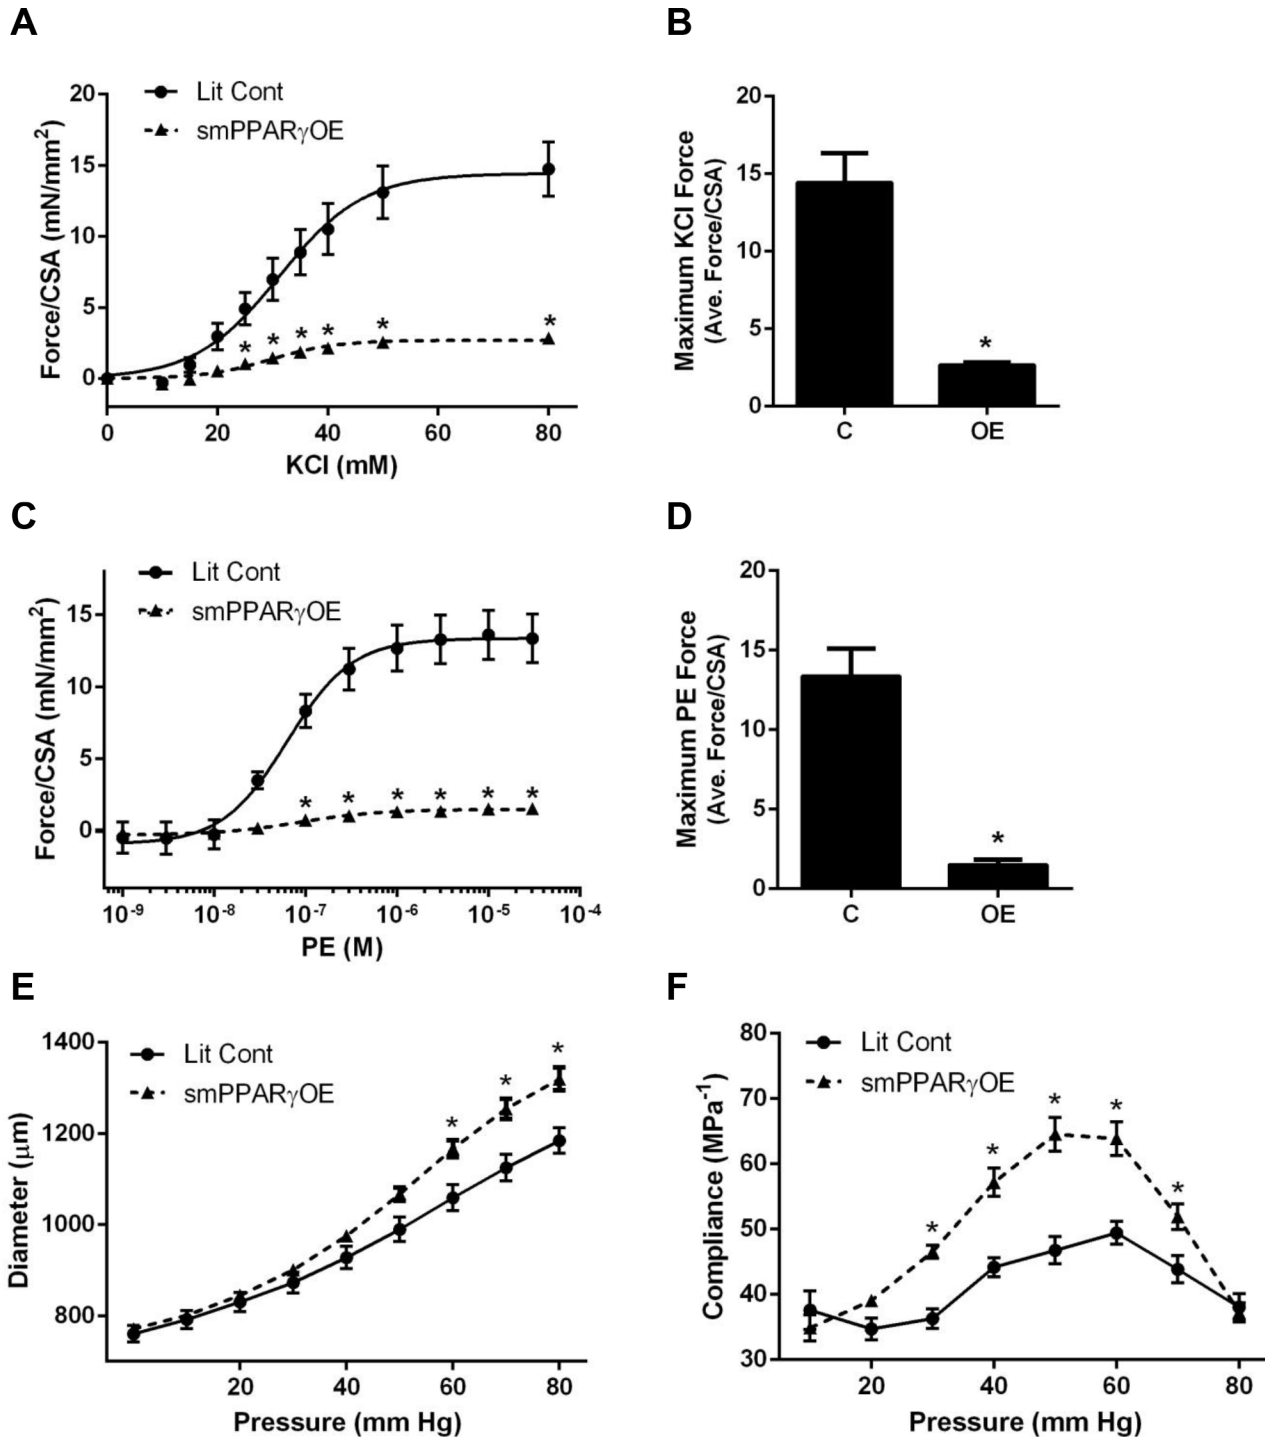 A
Lit Cont
smPPARγOE
Force/CSA (mN/mm²)
20
15
10
5
0
* * * * * *
0 20 40 60 80
KCl (mM)
B
Maximum KCl Force
(Ave. Force/CSA)
20
15
10
5
0
*
C OE
C
Lit Cont
smPPARγOE
Force/CSA (mN/mm²)
15
10
5
0
* * * * * *
10⁻⁹ 10⁻⁸ 10⁻⁷ 10⁻⁶ 10⁻⁵ 10⁻⁴
PE (M)
D
Maximum PE Force
(Ave. Force/CSA)
20
15
10
5
0
*
C OE
E
Lit Cont
smPPARγOE
Diameter (μm)
1400
1200
1000
800
* * *
20 40 60 80
Pressure (mm Hg)
F
Lit Cont
smPPARγOE
Compliance (MPa⁻¹)
80
70
60
50
40
30
* * * * *
20 40 60 80
Pressure (mm Hg)